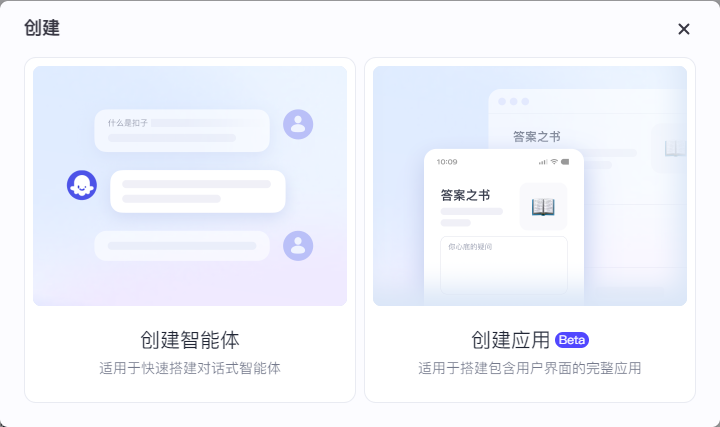 创建
什么是扣子
创建智能体
适用于快速搭建对话式智能体
答案之书
10:09
答案之书
你心底的疑问
创建应用 Beta
适用于搭建包含用户界面的完整应用